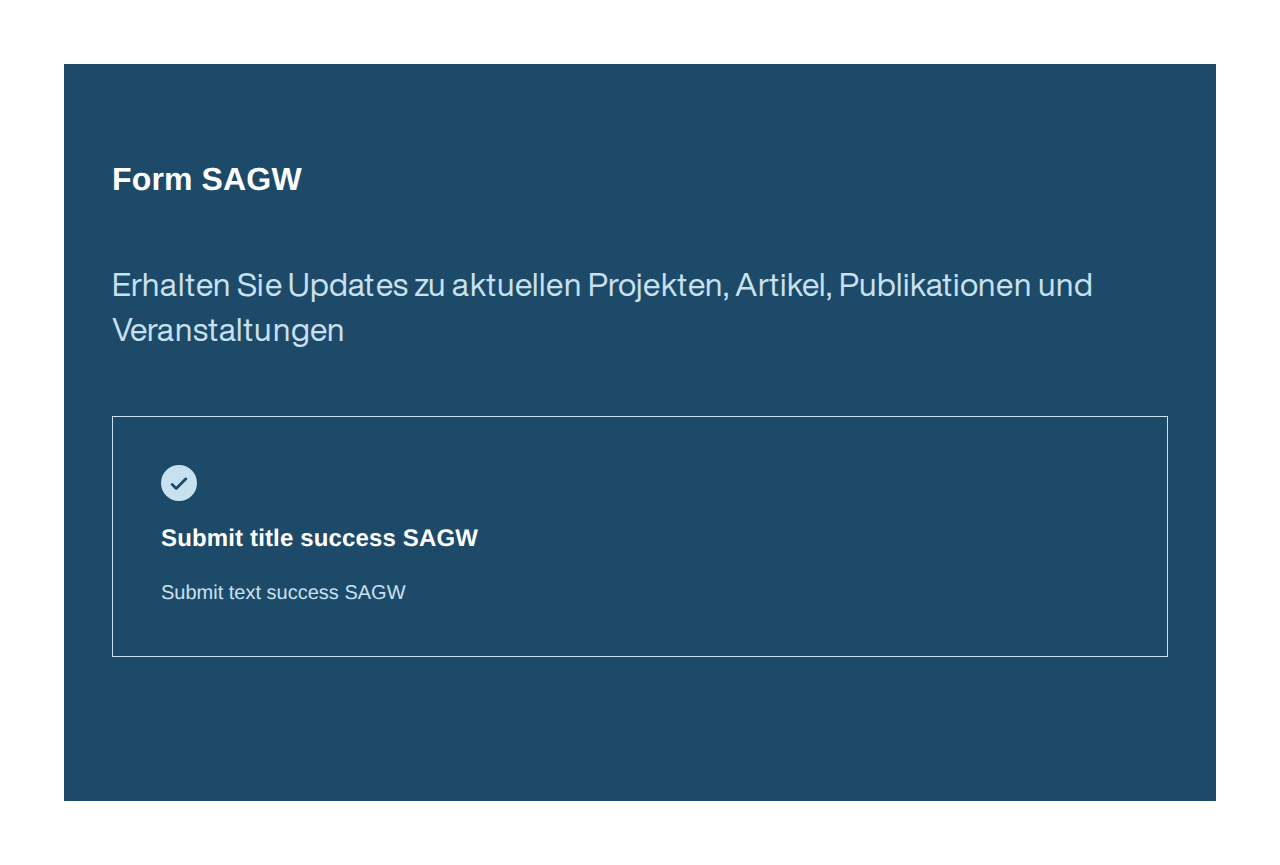 Form SAGW
Erhalten Sie Updates zu aktuellen Projekten, Artikel, Publikationen und
Veranstaltungen
Submit title success SAGW
Submit text success SAGW